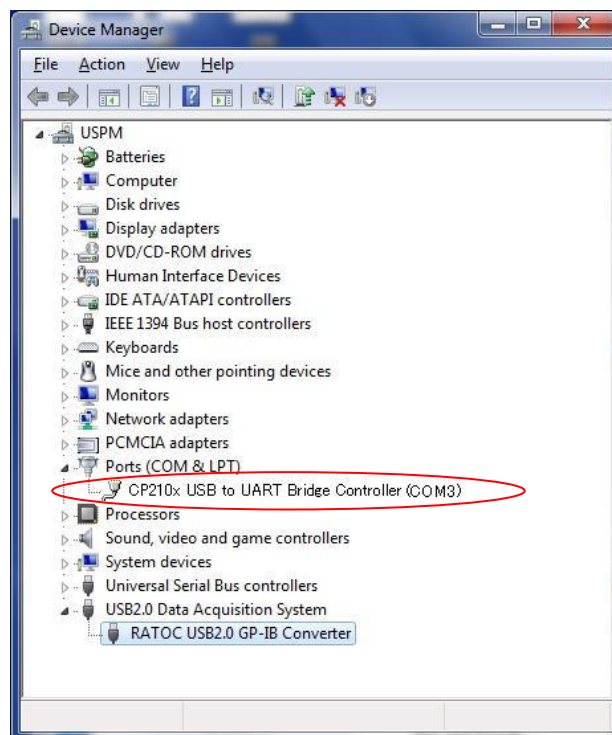 Device Manager
File Action View Help
USPM
Batteries
Computer
Disk drives
Display adapters
DVD/CD-ROM drives
Human Interface Devices
IDE ATA/ATAPI controllers
IEEE 1394 Bus host controllers
Keyboards
Mice and other pointing devices
Monitors
Network adapters
PCMCIA adapters
Ports (COM & LPT)
CP210x USB to UART Bridge Controller (COM3)
Processors
Sound, video and game controllers
System devices
Universal Serial Bus controllers
USB2.0 Data Acquisition System
RATOC USB2.0 GP-IB Converter